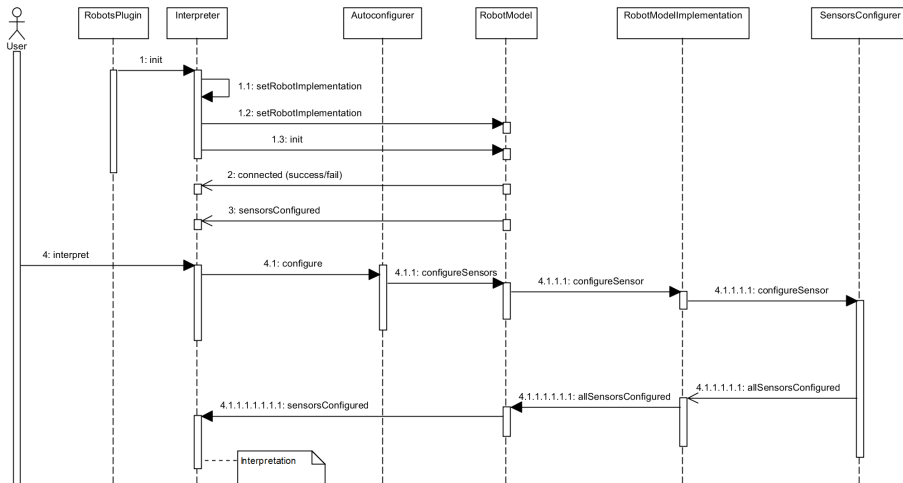 RobotsPlugin
Interpreter
Autoconfigurer
RobotModel
RobotModelImplementation
SensorsConfigurer
User
1: init
1.1: setRobotImplementation
1.2: setRobotImplementation
1.3: init
2: connected (success/fail)
3: sensorsConfigured
4: interpret
4.1: configure
4.1.1: configureSensors
4.1.1.1: configureSensor
4.1.1.1.1: configureSensor
4.1.1.1.1.1: allSensorsConfigured
4.1.1.1.1.1.1: allSensorsConfigured
4.1.1.1.1.1.1.1: sensorsConfigured
Interpretation